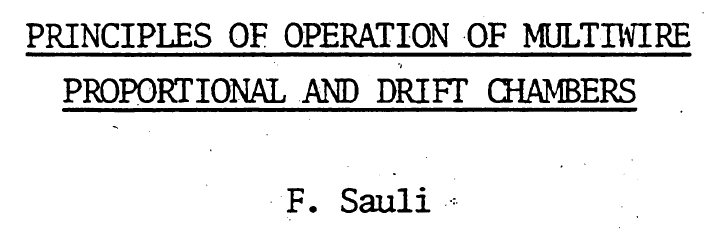 PRINCIPLES OF OPERATION OF MULTIWIRE
PROPORTIONAL AND DRIFT CHAMBERS
F. Sauli